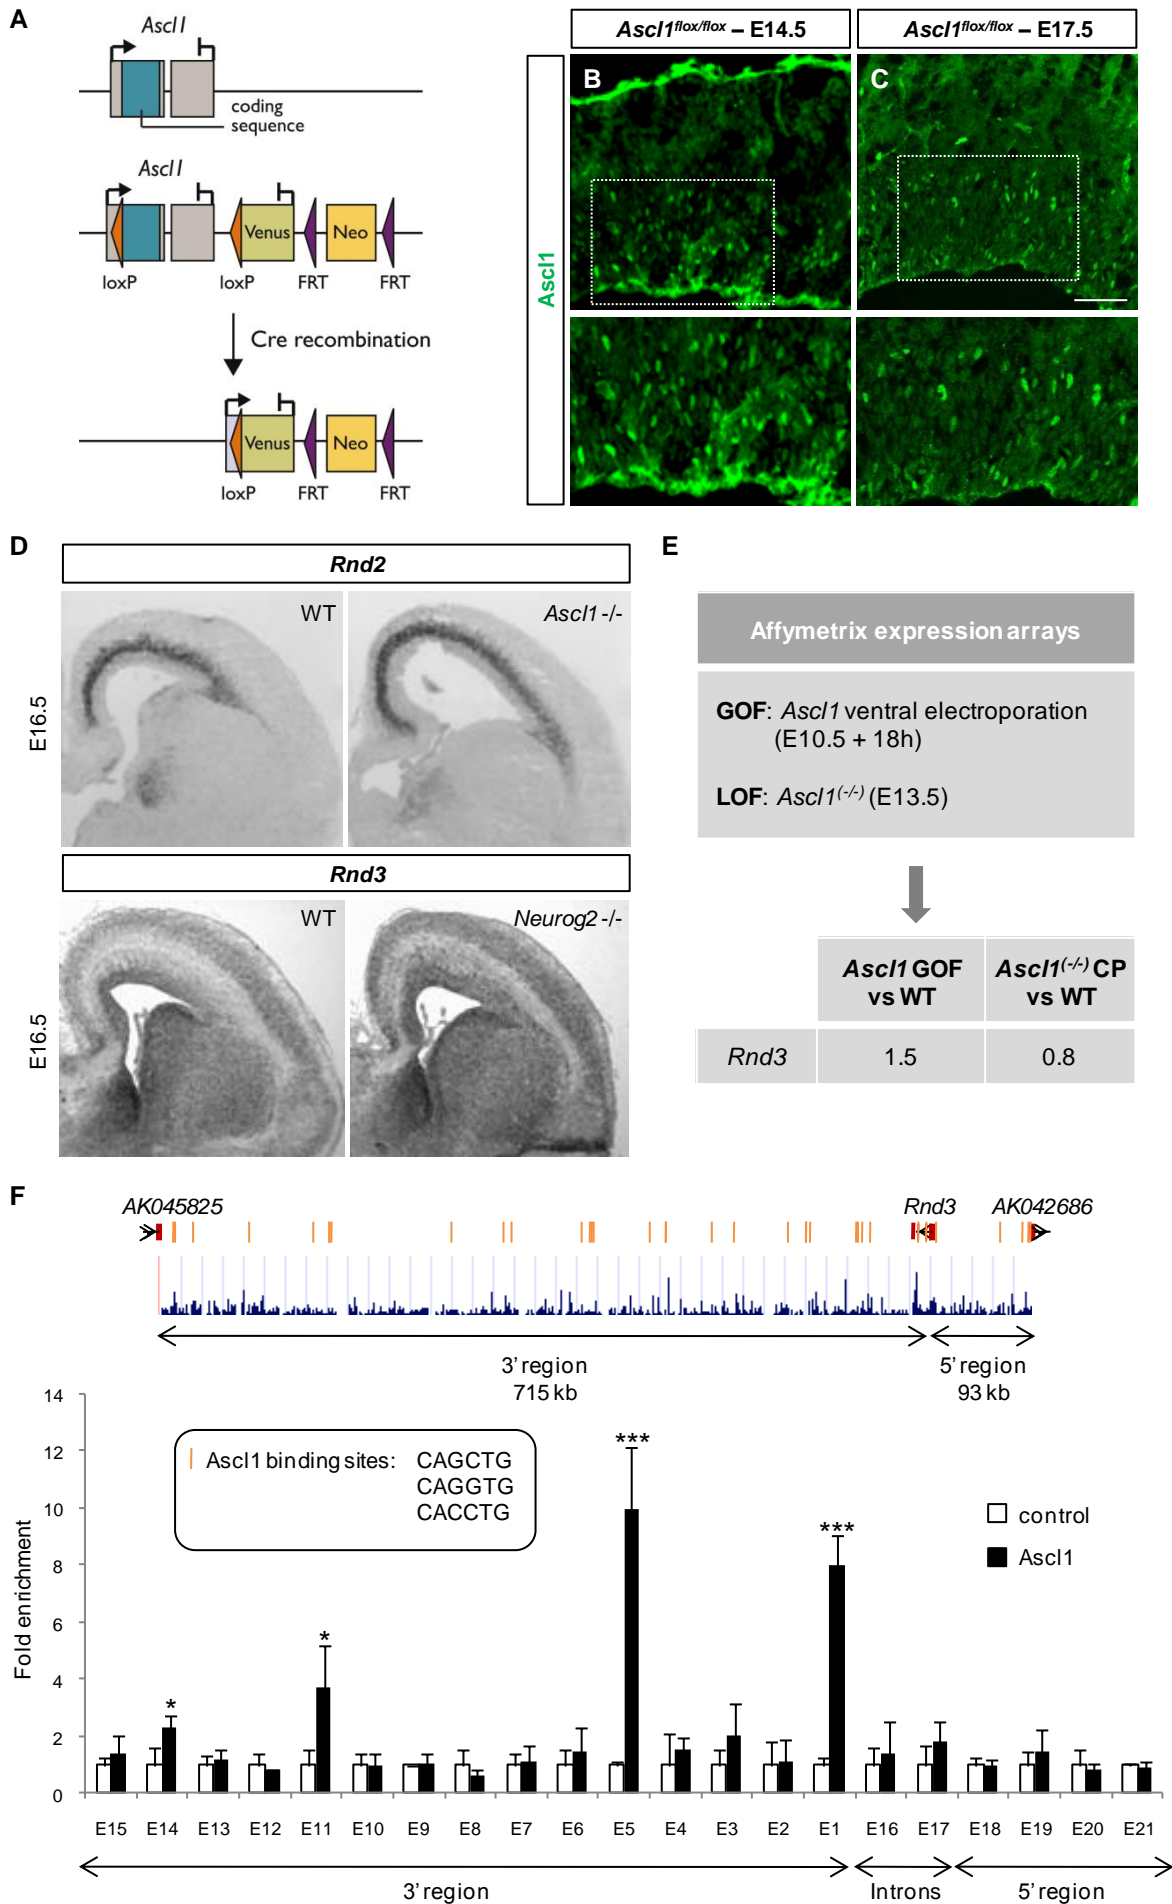 A
Ascl1
coding
sequence
Ascl1
Venus
Neo
loxP
loxP
FRT
FRT
Cre recombination
Venus
Neo
loxP
FRT
FRT
Ascl1flox/flox – E14.5
Ascl1flox/flox – E17.5
Ascl1
B
C
D
Rnd2
WT
Ascl1 -/-
E16.5
Rnd3
WT
Neurog2 -/-
E16.5
E
Affymetrix expression arrays
GOF: Ascl1 ventral electroporation
(E10.5 + 18h)
LOF: Ascl1(-/-) (E13.5)
Ascl1 GOF
vs WT
Ascl1(-/-) CP
vs WT
Rnd3
1.5
0.8
F
AK045825
Rnd3
AK042686
3' region
715 kb
5' region
93 kb
Fold enrichment
14
12
10
8
6
4
2
0
Ascl1 binding sites: CAGCTG
CAGGTG
CACCTG
control
Ascl1
*
*
***
***
E15 E14 E13 E12 E11 E10 E9 E8 E7 E6 E5 E4 E3 E2 E1 E16 E17 E18 E19 E20 E21
3' region
Introns
5' region